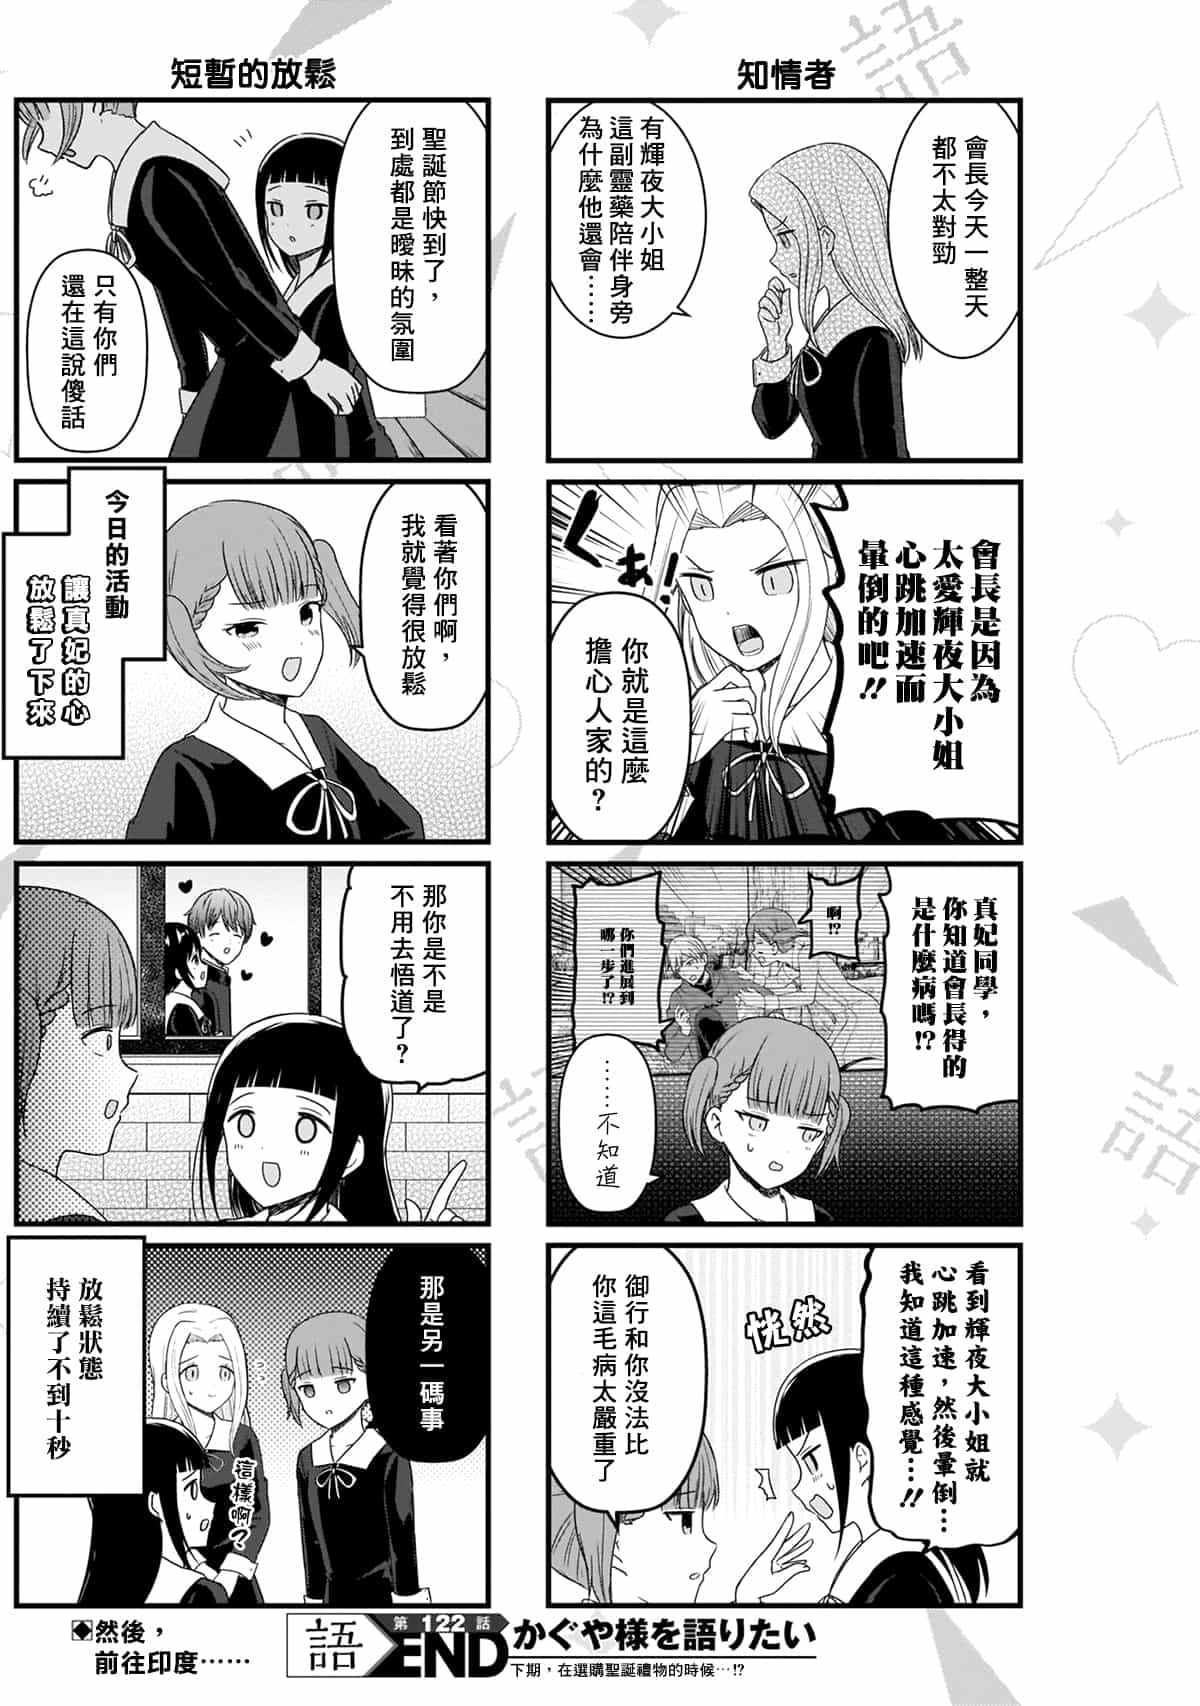 知情者
會長今天一整天
都不太對勁
有輝夜大小姐
這副靈藥陪伴身旁
為什麼他還會……
會長是因為
太愛輝夜大小姐
心跳加速而
暈倒的吧!!
你就是這麼
擔心人家的?
真妃同學，
你知道會長得的
是什麼病嗎!?
啊!?
你們進展到
哪一步了!?
……不知道
看到輝夜大小姐就
心跳加速，然後暈倒…
我知道這種感覺…!!
恍然
御行和你沒法比
你這毛病太嚴重了
短暫的放鬆
聖誕節快到了，
到處都是曖昧的氛圍
只有你們
還在這說傻話
看著你們啊，
我就覺得很放鬆
今日的活動
讓真妃的心
放鬆了下來
那你是不是
不用去悟道了?
那是另一碼事
這樣啊…?
放鬆狀態
持續了不到十秒
然後，
前往印度……
語
第122話
END
かぐや様を語りたい
下期，在選購聖誕禮物的時候…!?
語
語
語